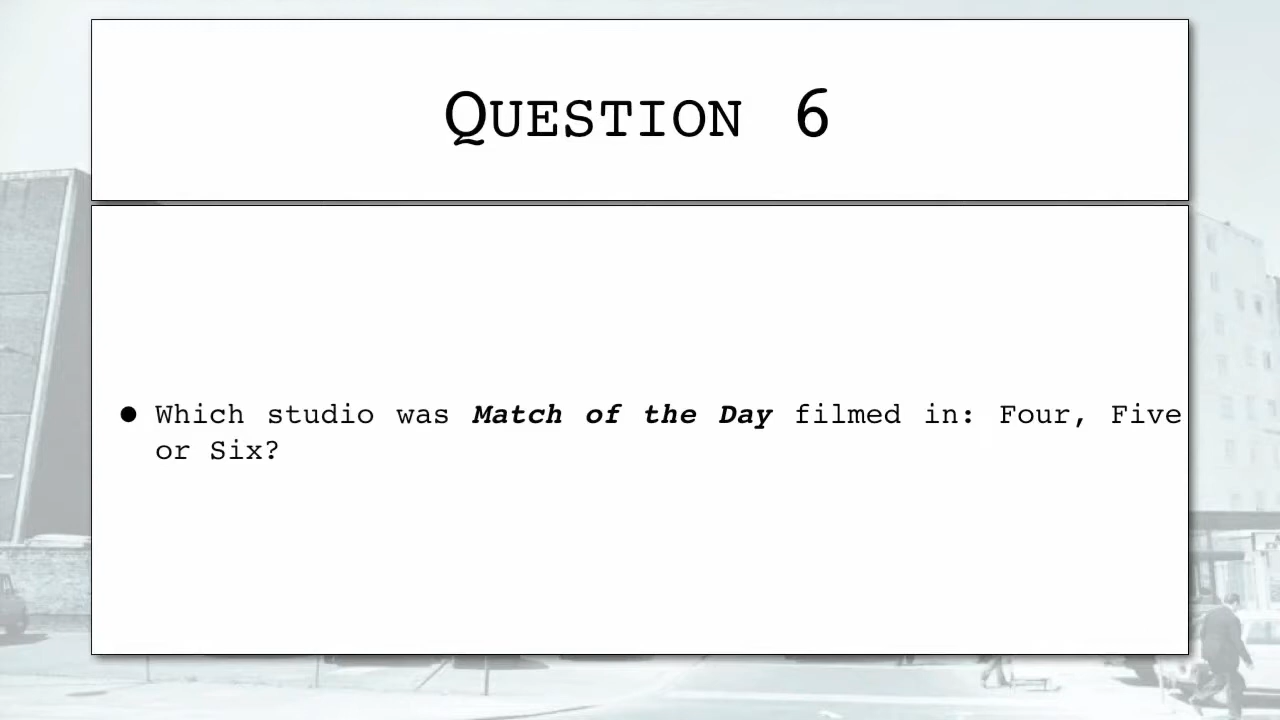 QUESTION 6
● Which studio was Match of the Day filmed in: Four, Five
or Six?